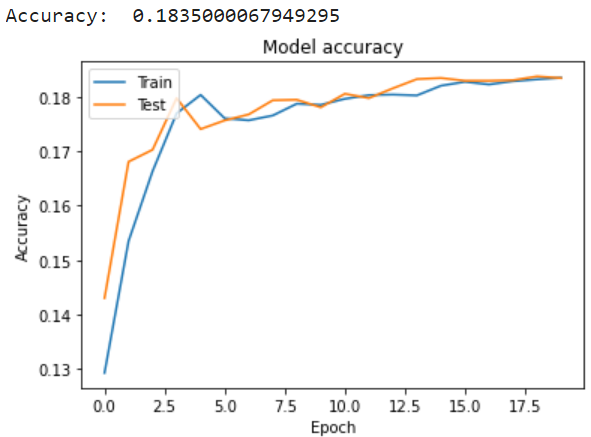 Accuracy:  0.1835000067949295
Model accuracy
Train
Test
0.18
0.17
0.16
0.15
0.14
0.13
Accuracy
0.0 2.5 5.0 7.5 10.0 12.5 15.0 17.5
Epoch